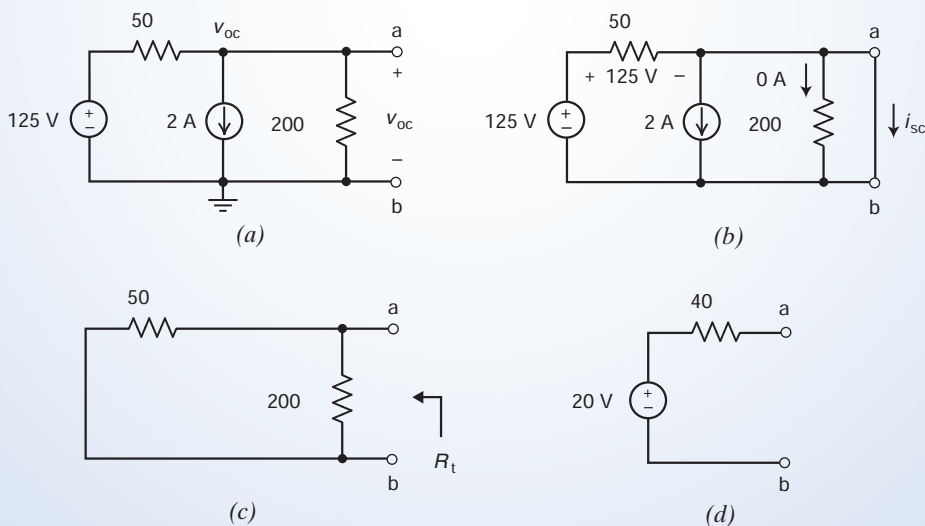 50
v_oc
a
+
125 V
+
−
2 A
200
v_oc
−
b
(a)
50
a
+ 125 V −
0 A
125 V
+
−
2 A
200
i_sc
b
(b)
50
a
200
R_t
b
(c)
40
a
20 V
+
−
b
(d)